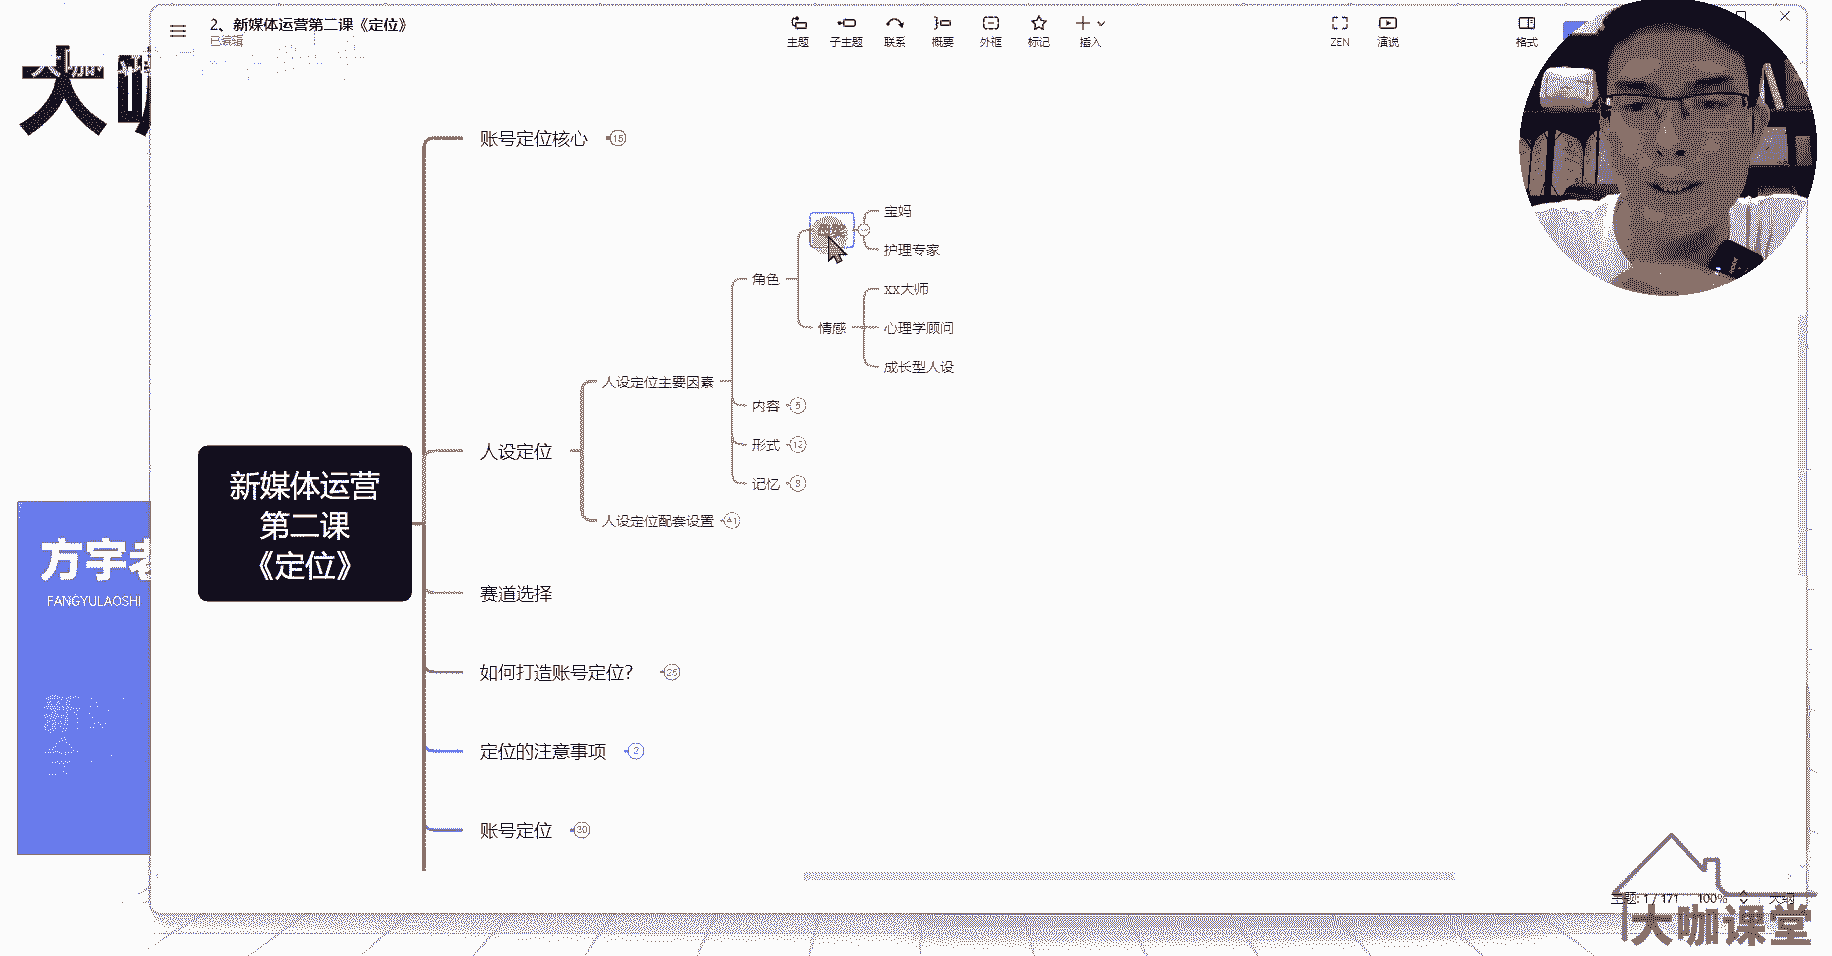 2、新媒体运营第二课《定位》
已编辑
主题
子主题
联系
概要
外框
标记
插入
ZEN
演说
格式
大咖
账号定位核心
15
宝妈
护理专家
角色
xx大师
情感
心理学顾问
成长型人设
人设定位主要因素
内容
5
人设定位
形式
12
记忆
人设定位配套设置
新媒体运营
第二课
《定位》
赛道选择
如何打造账号定位?
定位的注意事项
2
账号定位
30
方宇老
FANGYULAOSHI
主题: 1 / 171
100%
大纲
大咖课堂